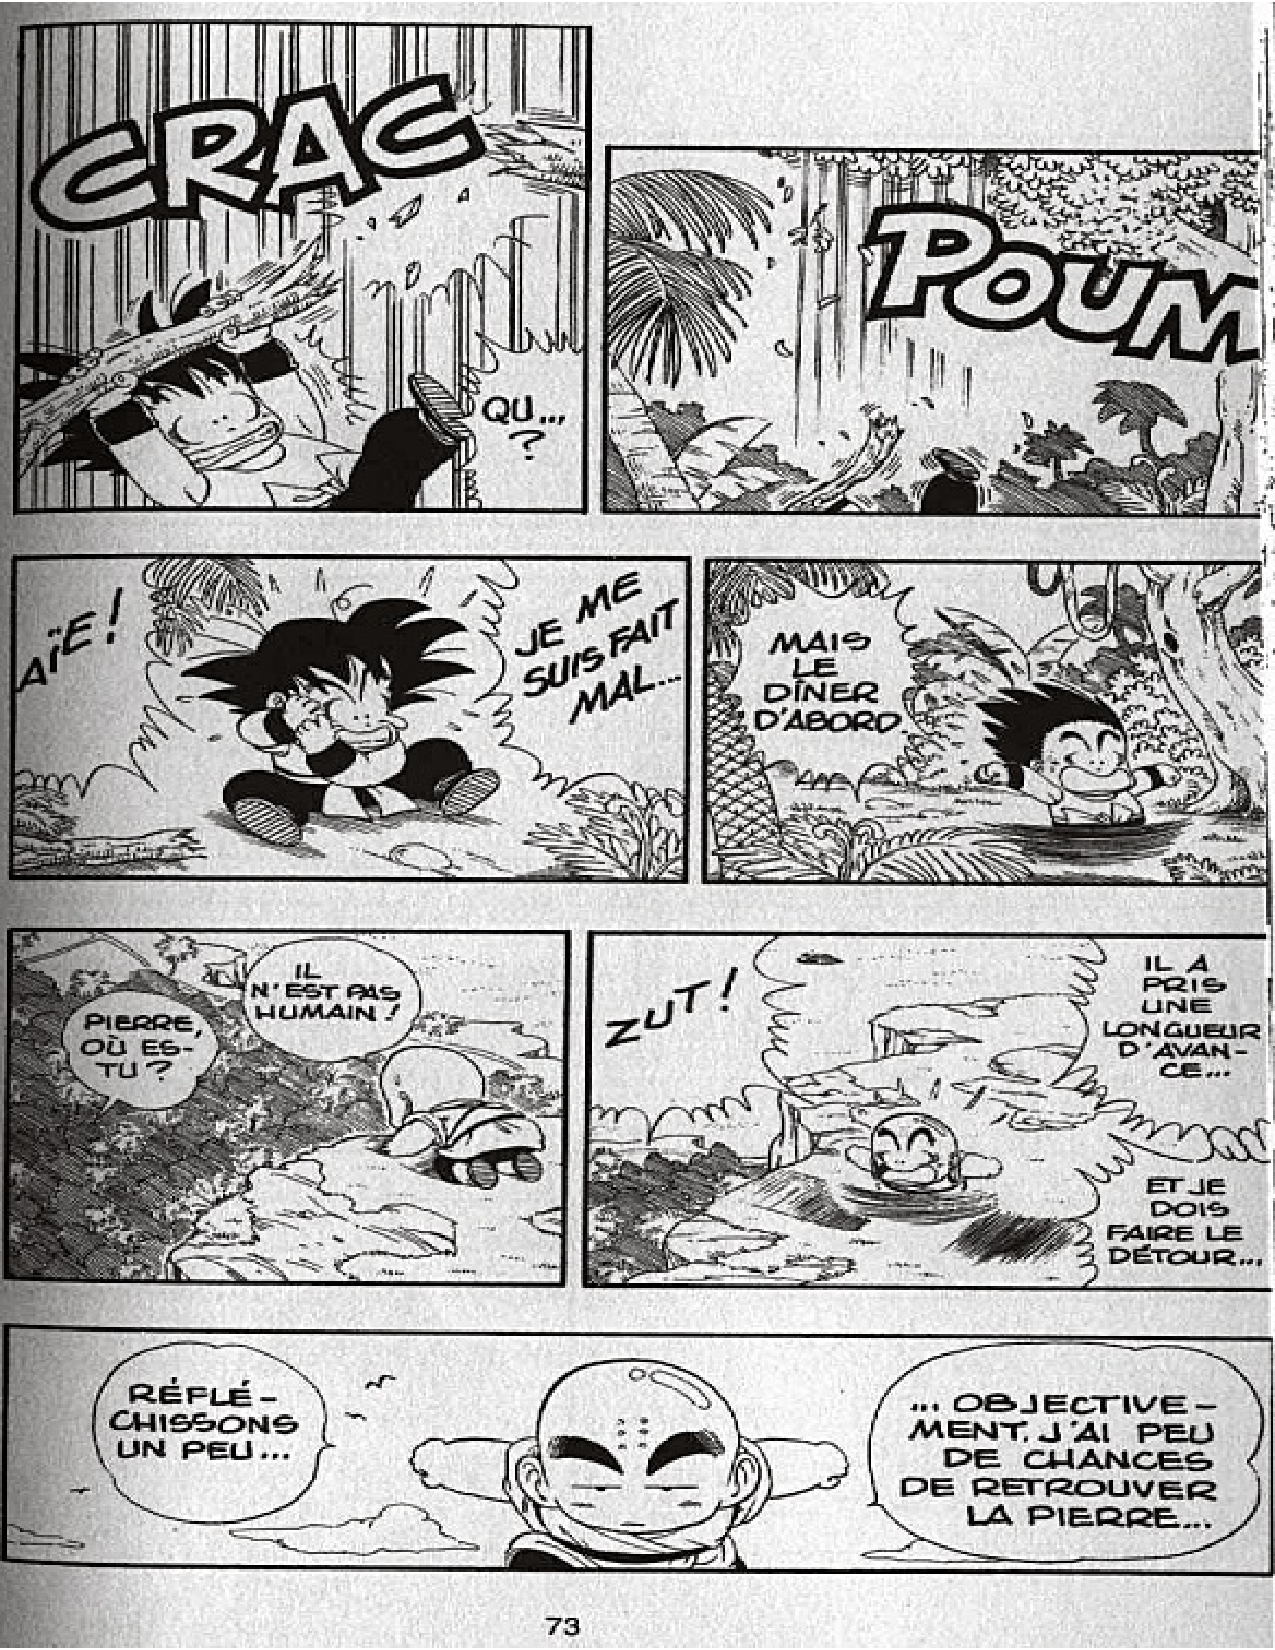 CRAC
QU...
?
POUM
AÏE!
JE ME
SUIS FAIT
MAL...
MAIS
LE
DÎNER
D'ABORD
PIERRE,
OÙ ES-
TU?
IL
N'EST PAS
HUMAIN!
ZUT!
IL A
PRIS
UNE
LONGUEUR
D'AVAN-
CE...
ET JE
DOIS
FAIRE LE
DÉTOUR...
RÉFLÉ-
CHISSONS
UN PEU...
... OBJECTIVE-
MENT. J'AI PEU
DE CHANCES
DE RETROUVER
LA PIERRE...
73